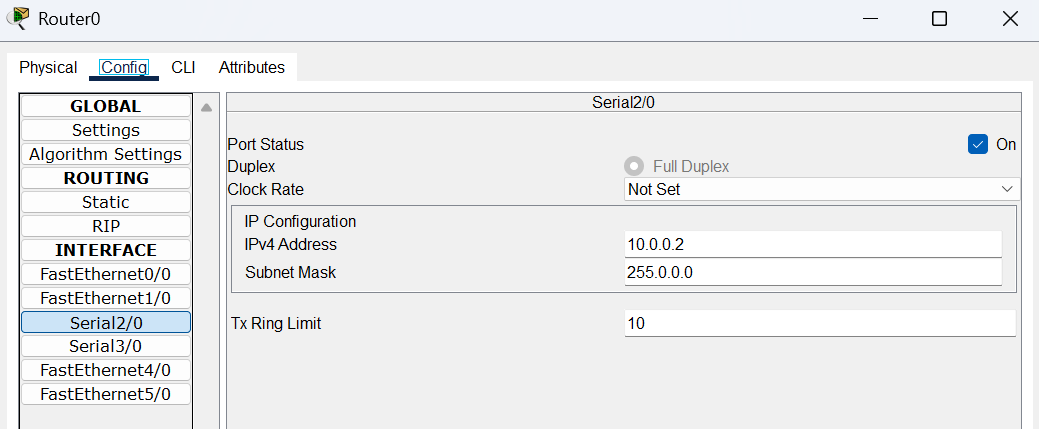 Router0
Physical Config CLI Attributes
GLOBAL
Settings
Algorithm Settings
ROUTING
Static
RIP
INTERFACE
FastEthernet0/0
FastEthernet1/0
Serial2/0
Serial3/0
FastEthernet4/0
FastEthernet5/0
Serial2/0
Port Status On
Duplex Full Duplex
Clock Rate Not Set
IP Configuration
IPv4 Address 10.0.0.2
Subnet Mask 255.0.0.0
Tx Ring Limit 10